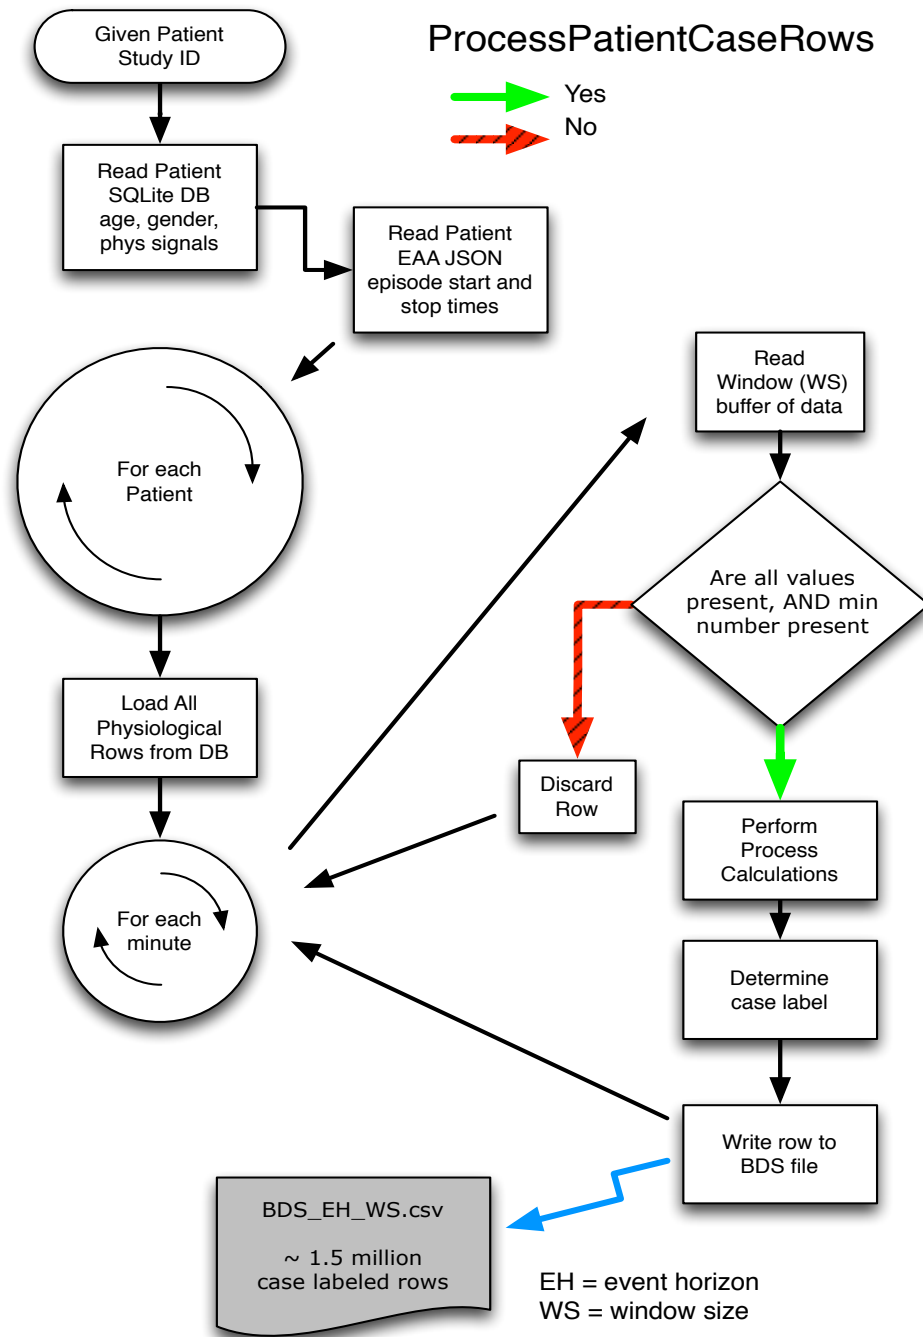 ProcessPatientCaseRows
Yes
No
Given Patient
Study ID
Read Patient
SQLite DB
age, gender,
phys signals
Read Patient
EAA JSON
episode start and
stop times
For each
Patient
Load All
Physiological
Rows from DB
For each
minute
Read
Window (WS)
buffer of data
Are all values
present, AND min
number present
Discard
Row
Perform
Process
Calculations
Determine
case label
Write row to
BDS file
BDS_EH_WS.csv
~ 1.5 million
case labeled rows
EH = event horizon
WS = window size